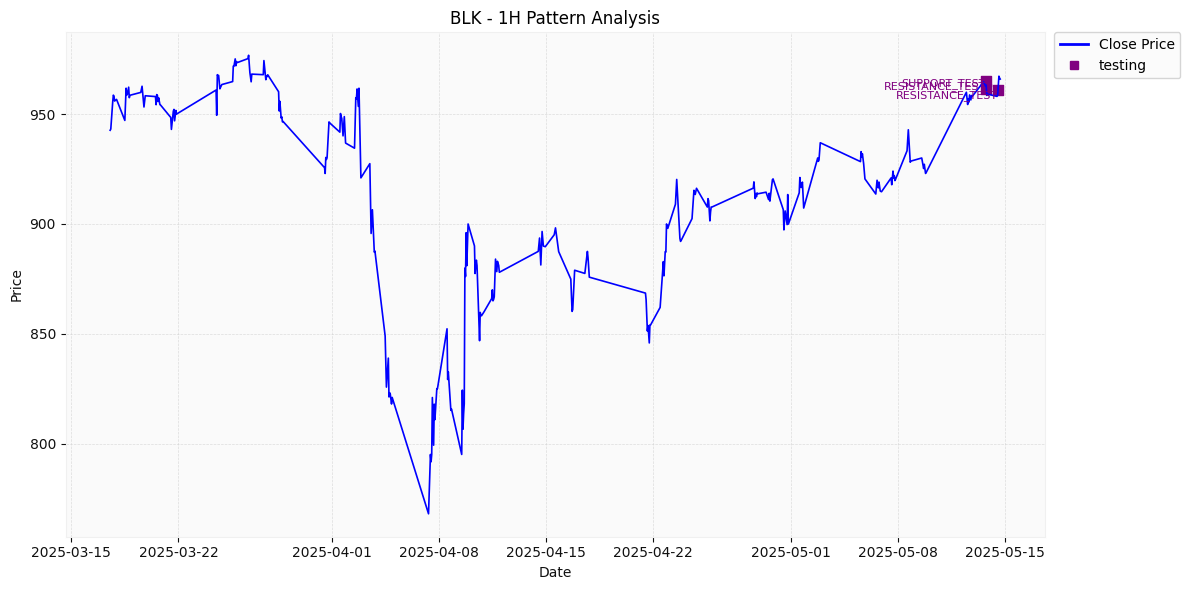 BLK - 1H Pattern Analysis
Close Price
testing
SUPPORT_TEST
RESISTANCE_TEST
RESISTANCE_TEST
Price
950
900
850
800
2025-03-15
2025-03-22
2025-04-01
2025-04-08
2025-04-15
2025-04-22
2025-05-01
2025-05-08
2025-05-15
Date